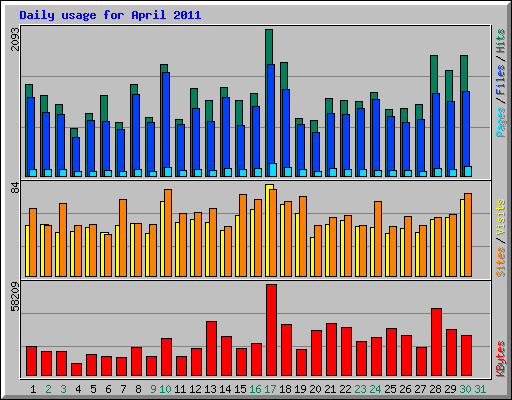 Daily usage for April 2011
2093
Pages / Files / Hits
84
Sites / Visits
58209
KBytes
1 2 3 4 5 6 7 8 9 10 11 12 13 14 15 16 17 18 19 20 21 22 23 24 25 26 27 28 29 30 31